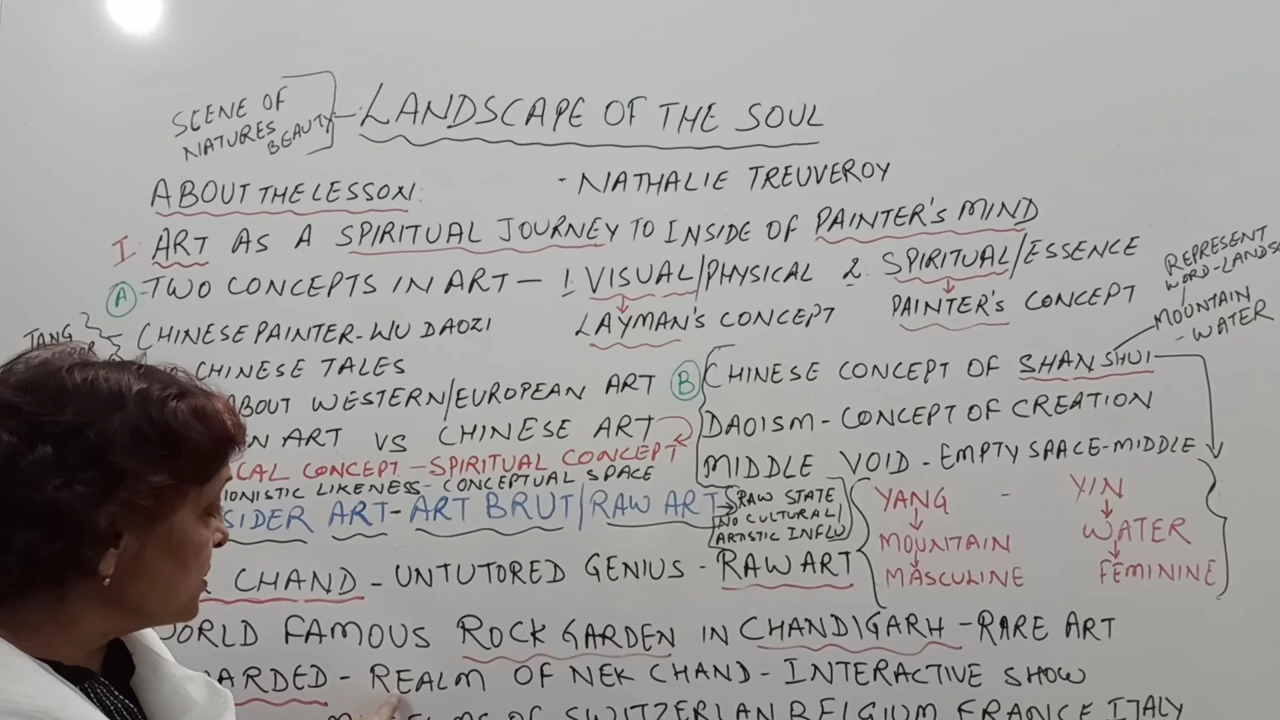 SCENE OF
NATURES
BEAUTY
LANDSCAPE OF THE SOUL
ABOUT THE LESSON:
- NATHALIE TREUVEROY
I. ART AS A SPIRITUAL JOURNEY TO INSIDE OF PAINTER'S MIND
A - TWO CONCEPTS IN ART - 1. VISUAL/PHYSICAL 2. SPIRITUAL/ESSENCE
LAYMAN'S CONCEPT PAINTER'S CONCEPT
REPRESENT
WORD-LANDSC
MOUNTAIN
- WATER
TANG
- CHINESE PAINTER-WU DAOZI
CHINESE TALES
ABOUT WESTERN/EUROPEAN ART
N ART VS CHINESE ART
CAL CONCEPT - SPIRITUAL CONCEPT
IONISTIC LIKENESS - CONCEPTUAL SPACE
B CHINESE CONCEPT OF SHAN SHUI
DAOISM - CONCEPT OF CREATION
MIDDLE VOID - EMPTY SPACE-MIDDLE
YANG - YIN
MOUNTAIN WATER
MASCULINE FEMININE
SIDER ART - ART BRUT/RAW ART
RAW STATE
NO CULTURAL/
ARTISTIC INFLU
CHAND - UNTUTORED GENIUS - RAW ART
WORLD FAMOUS ROCK GARDEN IN CHANDIGARH - RARE ART
ARDED - REALM OF NEK CHAND - INTERACTIVE SHOW
OF SWITZERLAN BELGIUM FRANCE ITALY